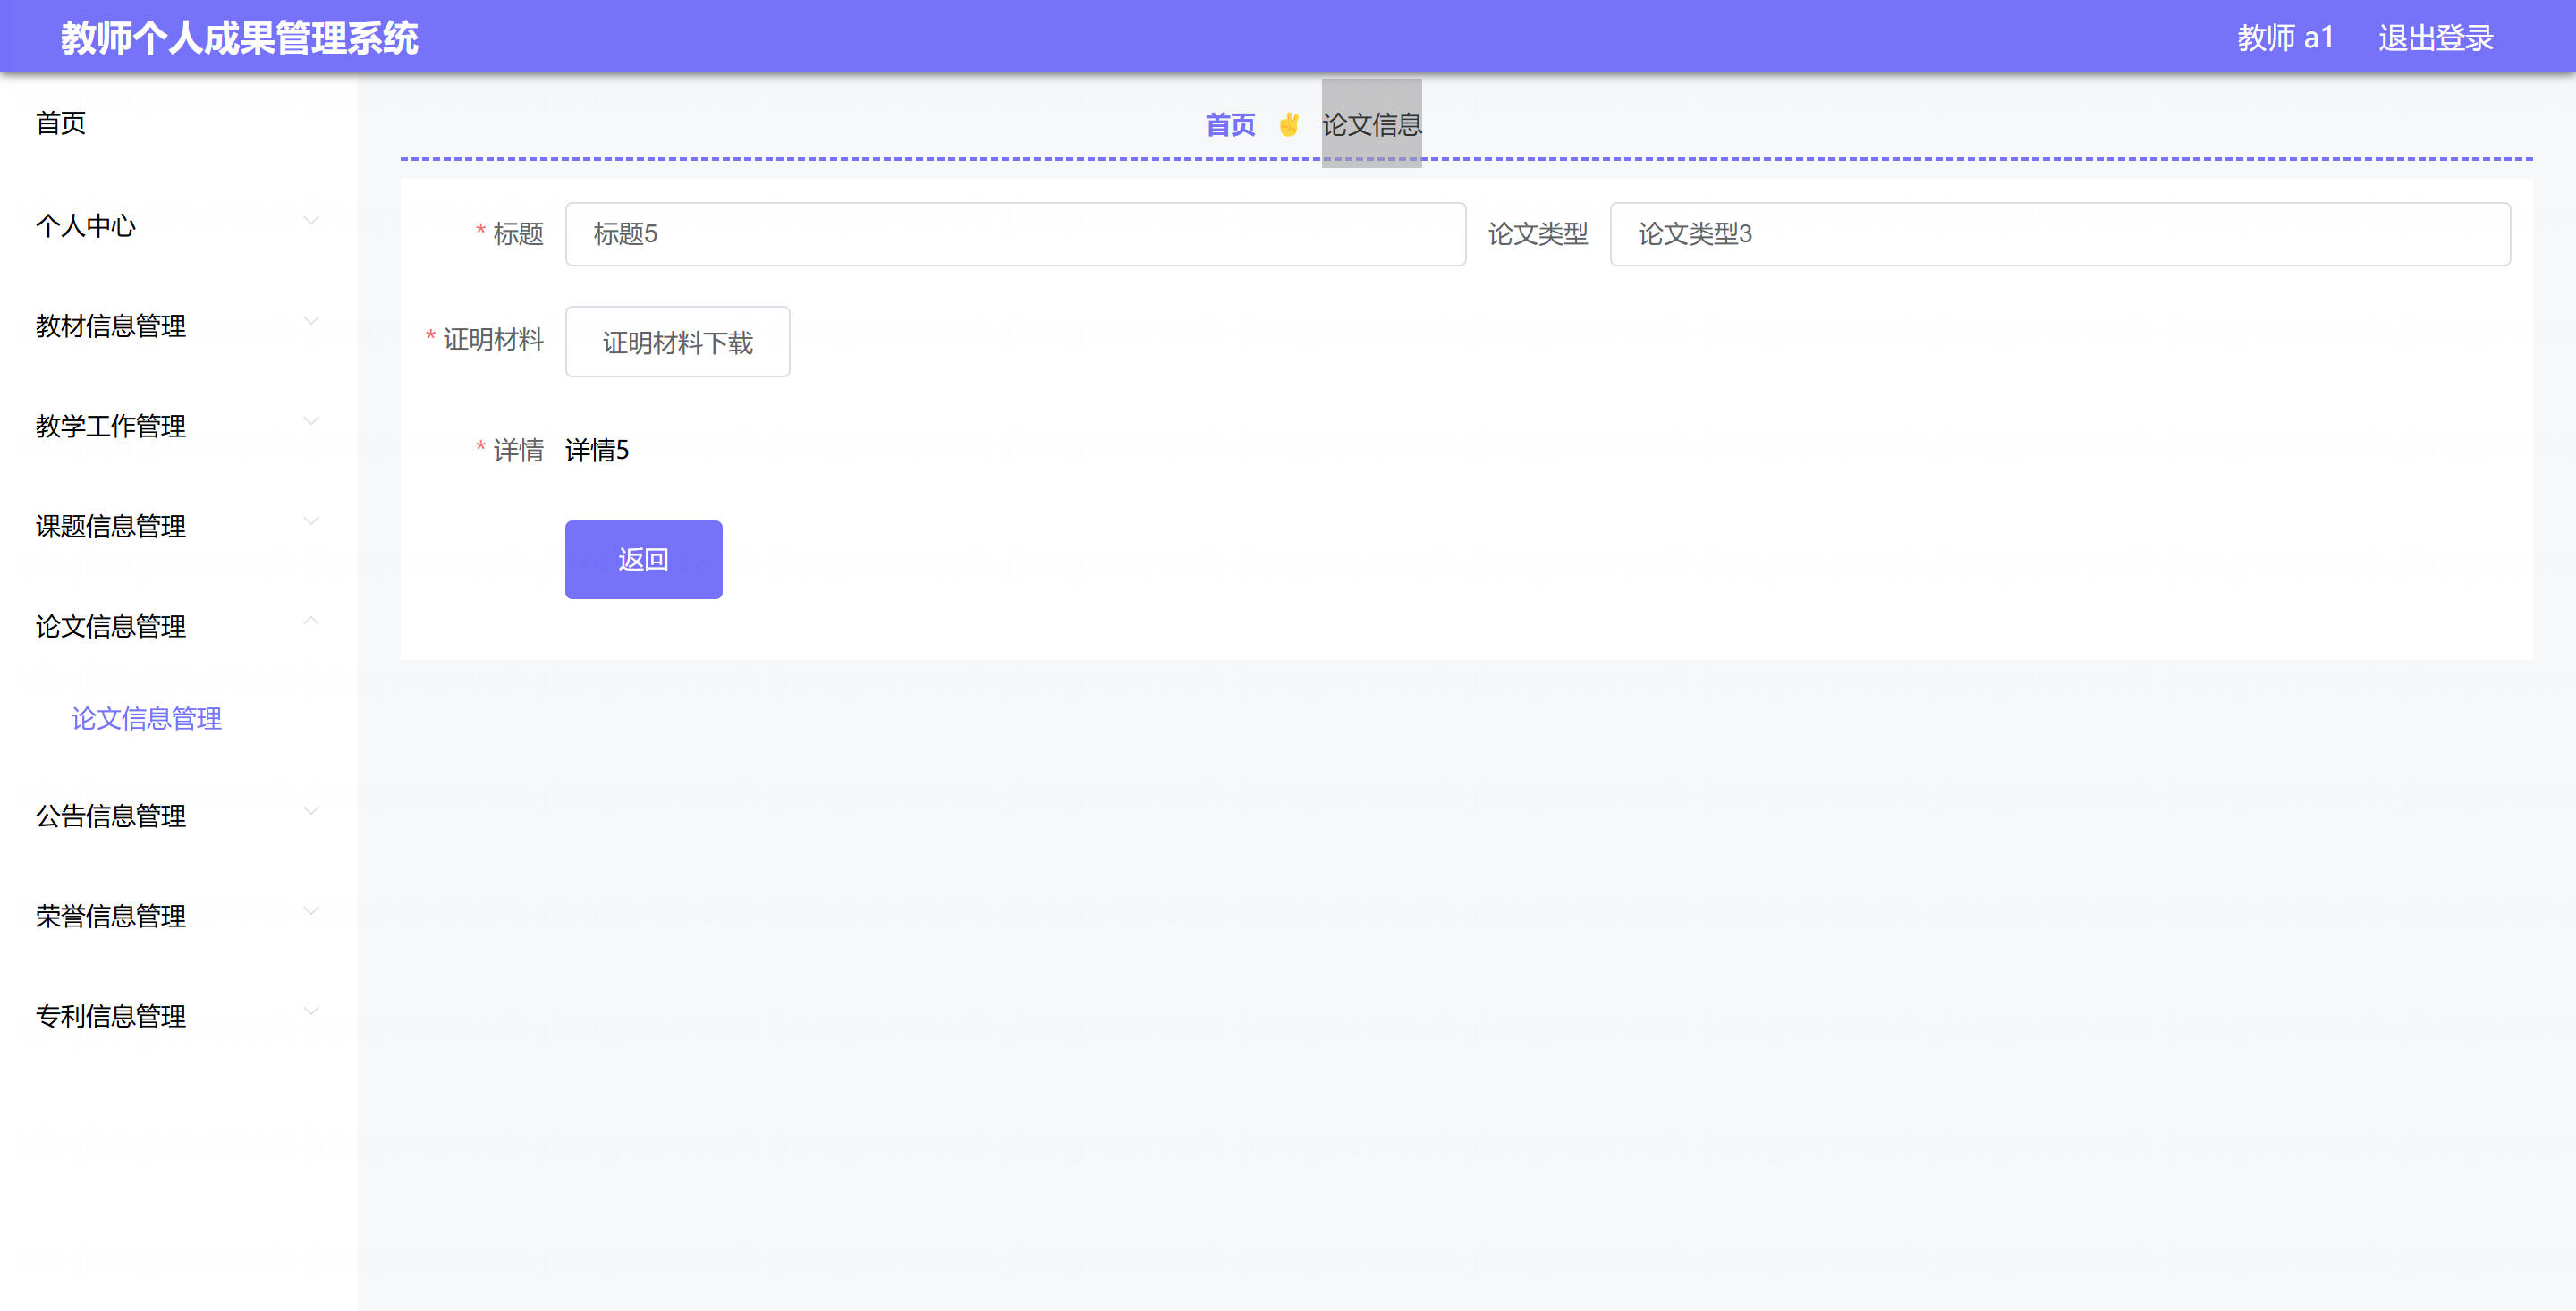 教师个人成果管理系统
教师 a1 退出登录
首页
个人中心
教材信息管理
教学工作管理
课题信息管理
论文信息管理
论文信息管理
公告信息管理
荣誉信息管理
专利信息管理
首页 ✌ 论文信息
* 标题 标题5 论文类型 论文类型3
* 证明材料 证明材料下载
* 详情 详情5
返回